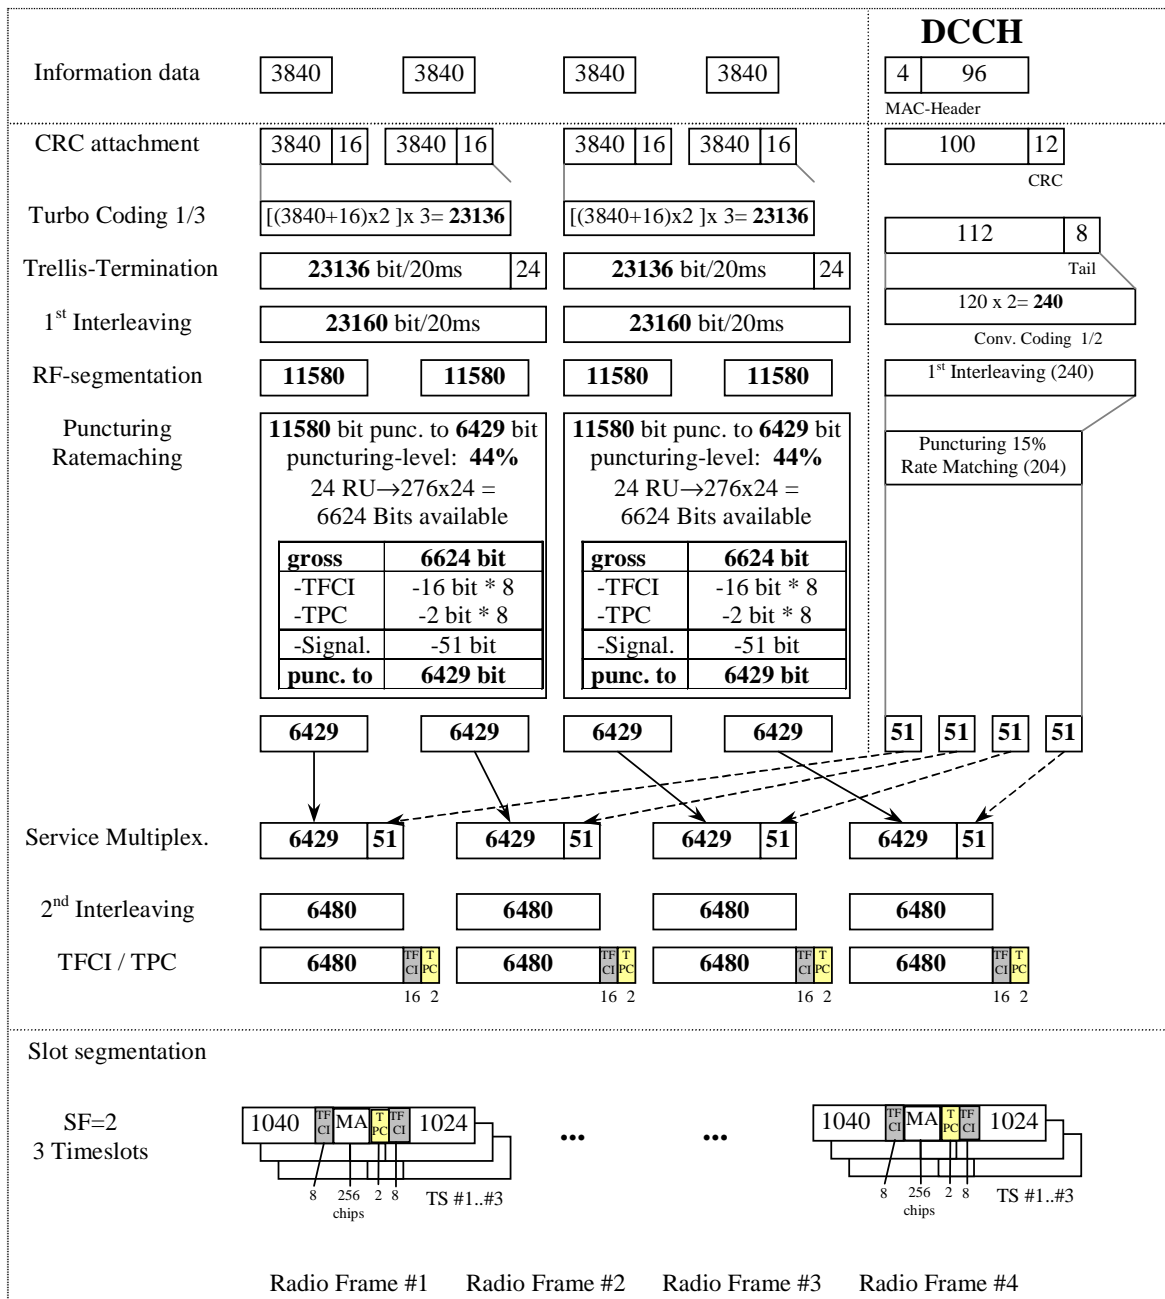 DCCH
Information data 3840 3840 3840 3840 4 96
MAC-Header
CRC attachment 3840 16 3840 16 3840 16 3840 16 100 12
CRC
Turbo Coding 1/3 [(3840+16)x2 ]x 3= 23136 [(3840+16)x2 ]x 3= 23136
112 8
Trellis-Termination 23136 bit/20ms 24 23136 bit/20ms 24 Tail
120 x 2= 240
1st Interleaving 23160 bit/20ms 23160 bit/20ms
Conv. Coding 1/2
RF-segmentation 11580 11580 11580 11580 1st Interleaving (240)
Puncturing 11580 bit punc. to 6429 bit 11580 bit punc. to 6429 bit
Ratemaching puncturing-level: 44% puncturing-level: 44%
Puncturing 15%
Rate Matching (204)
24 RU→276x24 = 24 RU→276x24 =
6624 Bits available 6624 Bits available
gross 6624 bit gross 6624 bit
-TFCI -16 bit * 8 -TFCI -16 bit * 8
-TPC -2 bit * 8 -TPC -2 bit * 8
-Signal. -51 bit -Signal. -51 bit
punc. to 6429 bit punc. to 6429 bit
6429 6429 6429 6429 51 51 51 51
Service Multiplex. 6429 51 6429 51 6429 51 6429 51
2nd Interleaving 6480 6480 6480 6480
TFCI / TPC 6480 TF CI T PC 6480 TF CI T PC 6480 TF CI T PC 6480 TF CI T PC
16 2 16 2 16 2 16 2
Slot segmentation
SF=2 1040 TF CI MA T PC TF CI 1024 ... ... 1040 TF CI MA T PC TF CI 1024
3 Timeslots
8 256 2 8 TS #1..#3 8 256 2 8 TS #1..#3
chips chips
Radio Frame #1 Radio Frame #2 Radio Frame #3 Radio Frame #4